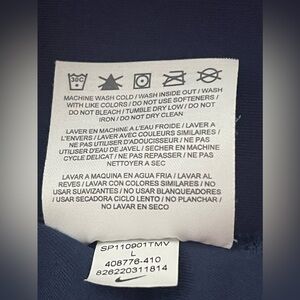 30C
MACHINE WASH COLD / WASH INSIDE OUT / WASH
WITH LIKE COLORS / DO NOT USE SOFTENERS /
DO NOT BLEACH / TUMBLE DRY LOW / DO NOT
IRON / DO NOT DRY CLEAN
LAVER EN MACHINE A L'EAU FROIDE / LAVER A
L'ENVERS / LAVER AVEC COULEURS SIMILAIRES /
NE PAS UTILISER D'ADOUCISSEUR / NE PAS
UTILISER D'EAU DE JAVEL / SECHER EN MACHINE
CYCLE DELICAT / NE PAS REPASSER / NE PAS
NETTOYER A SEC
LAVAR A MAQUINA EN AGUA FRIA / LAVAR AL
REVES / LAVAR CON COLORES SIMILARES / NO
USAR SUAVIZANTES / NO USAR BLANQUEADORES
/ USAR SECADORA CICLO LENTO / NO PLANCHAR /
NO LAVAR EN SECO
SP110901TMV
L
408776-410
826220311814